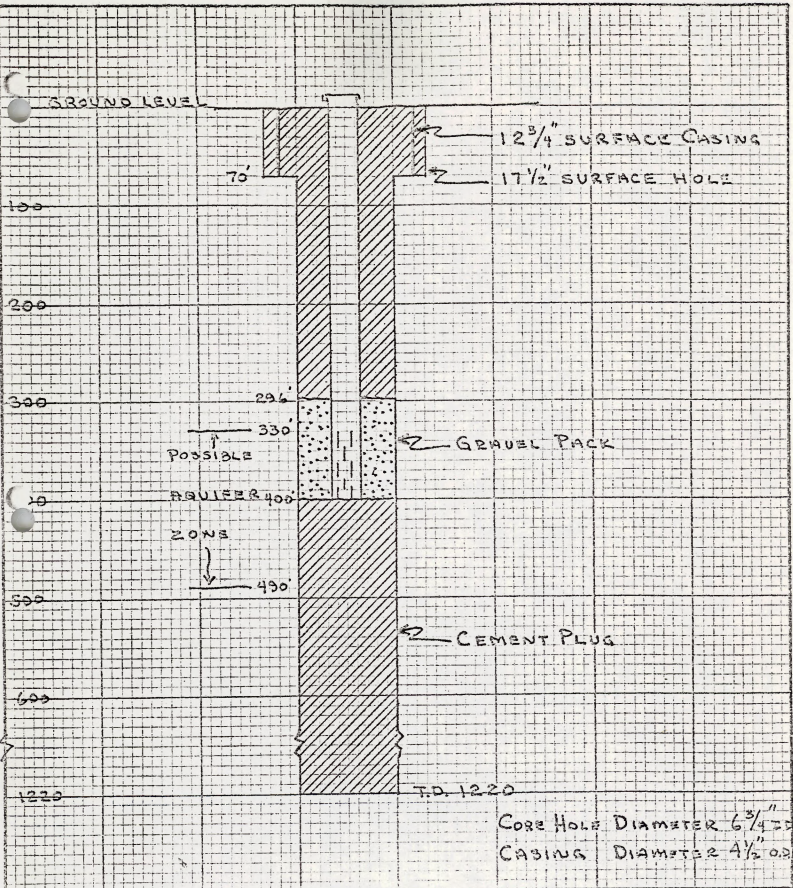 GROUND LEVEL
12 3/4" SURFACE CASING
70'
17 1/2" SURFACE HOLE
100
200
296'
300
330'
POSSIBLE
GRAVEL PACK
AQUIFER 400
ZONE
490'
500
CEMENT PLUG
600
1220
T.D. 1220
CORE HOLE DIAMETER 6 3/4"
CASING DIAMETER 4 1/2" O.D.